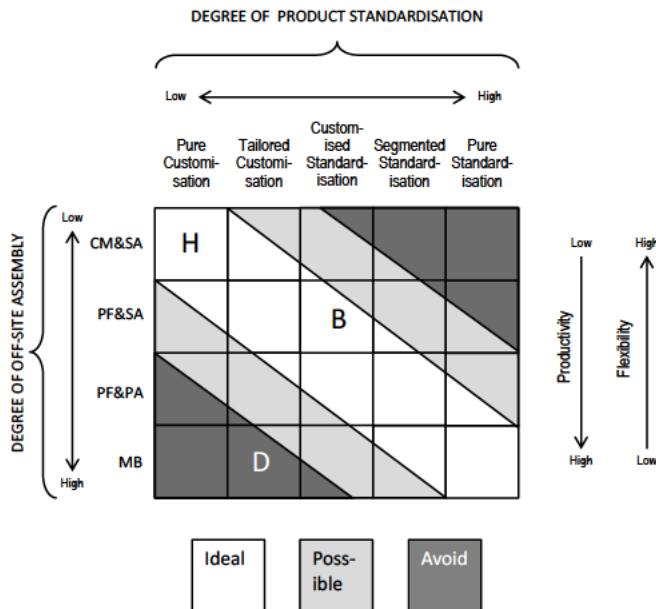 DEGREE OF PRODUCT STANDARDISATION
Low
High
Pure
Customi-
sation
Tailored
Customi-
sation
Custom-
ised
Standard-
isation
Segmented
Standard-
isation
Pure
Standard-
isation
DEGREE OF OFF-SITE ASSEMBLY
Low
High
CM&SA
PF&SA
PF&PA
MB
H
B
D
Low
Productivity
High
High
Flexibility
Low
Ideal
Poss-
ible
Avoid